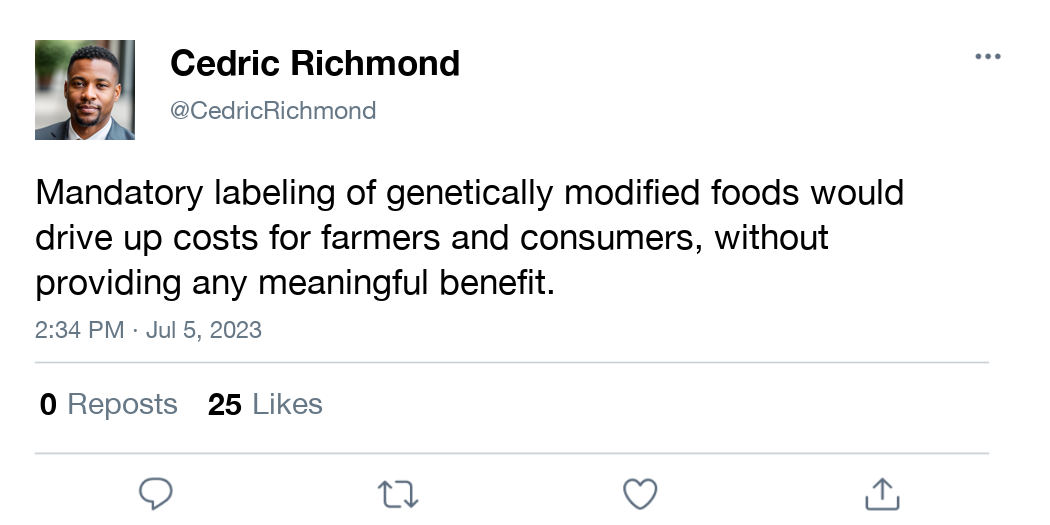 Cedric Richmond
@CedricRichmond
Mandatory labeling of genetically modified foods would
drive up costs for farmers and consumers, without
providing any meaningful benefit.
2:34 PM · Jul 5, 2023
0 Reposts 25 Likes